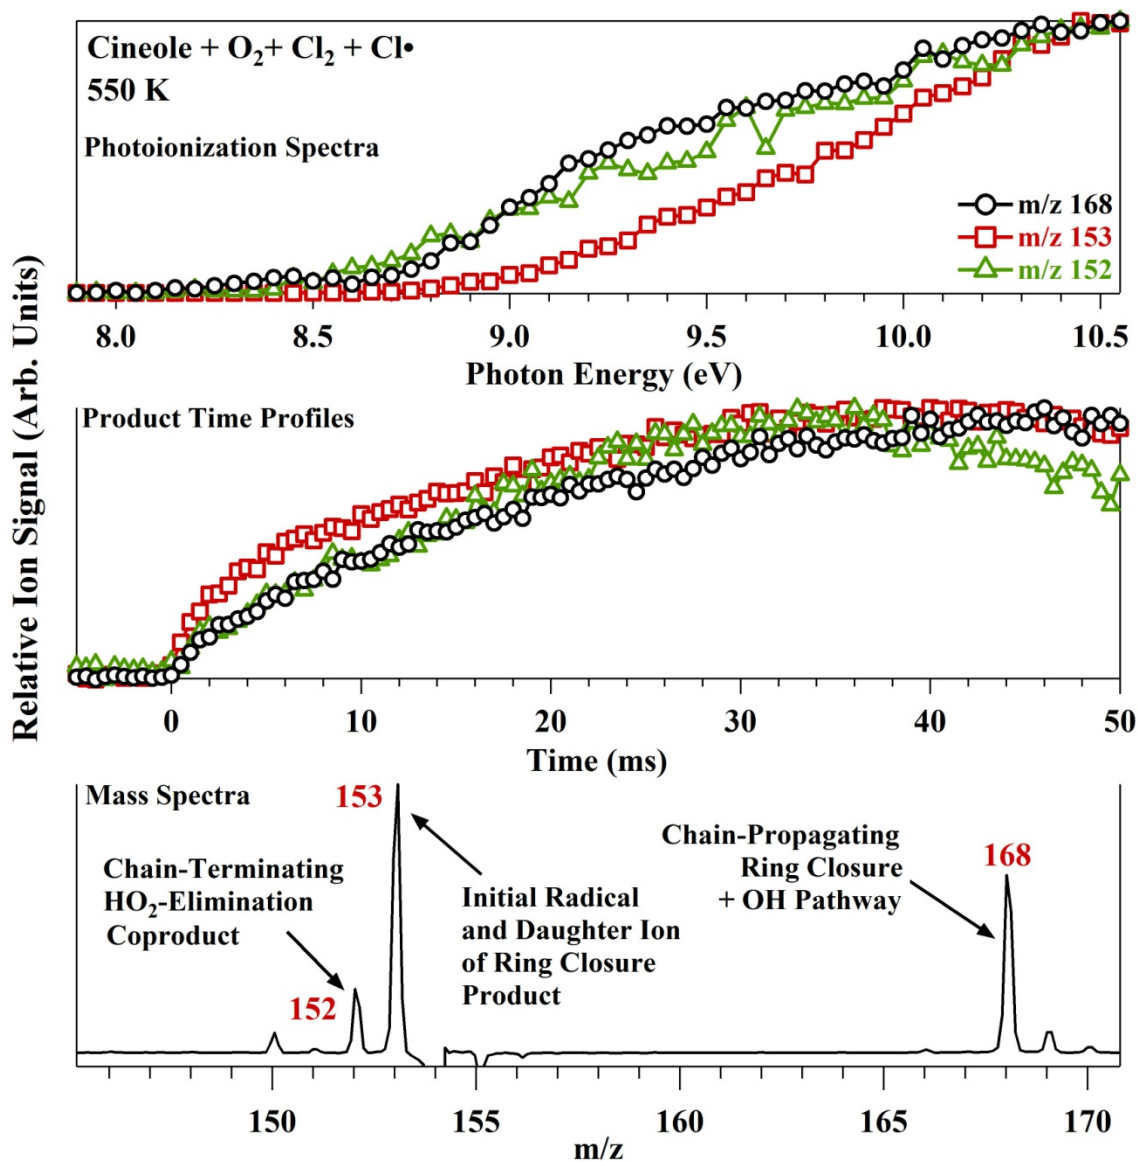 Relative Ion Signal (Arb. Units)
Cineole + O₂+ Cl₂ + Cl•
550 K
Photoionization Spectra
m/z 168
m/z 153
m/z 152
8.0 8.5 9.0 9.5 10.0 10.5
Photon Energy (eV)
Product Time Profiles
0 10 20 30 40 50
Time (ms)
Mass Spectra
153
Chain-Terminating
HO₂-Elimination
Coproduct
152
Initial Radical
and Daughter Ion
of Ring Closure
Product
Chain-Propagating
Ring Closure
+ OH Pathway
168
150 155 160 165 170
m/z